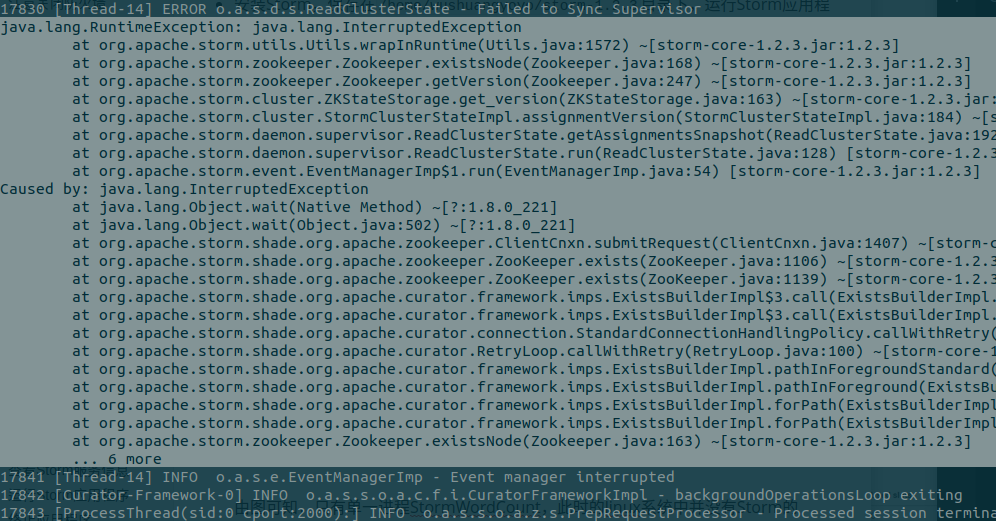 17830 [Thread-14] ERROR o.a.s.d.s.ReadClusterState - Failed to Sync Supervisor
java.lang.RuntimeException: java.lang.InterruptedException
at org.apache.storm.utils.Utils.wrapInRuntime(Utils.java:1572) ~[storm-core-1.2.3.jar:1.2.3]
at org.apache.storm.zookeeper.Zookeeper.existsNode(Zookeeper.java:168) ~[storm-core-1.2.3.jar:1.2.3]
at org.apache.storm.zookeeper.Zookeeper.getVersion(Zookeeper.java:247) ~[storm-core-1.2.3.jar:1.2.3]
at org.apache.storm.cluster.ZKStateStorage.get_version(ZKStateStorage.java:163) ~[storm-core-1.2.3.jar:
at org.apache.storm.cluster.StormClusterStateImpl.assignmentVersion(StormClusterStateImpl.java:184) ~[s
at org.apache.storm.daemon.supervisor.ReadClusterState.getAssignmentsSnapshot(ReadClusterState.java:192
at org.apache.storm.daemon.supervisor.ReadClusterState.run(ReadClusterState.java:128) [storm-core-1.2.3
at org.apache.storm.event.EventManagerImp$1.run(EventManagerImp.java:54) [storm-core-1.2.3.jar:1.2.3]
Caused by: java.lang.InterruptedException
at java.lang.Object.wait(Native Method) ~[?:1.8.0_221]
at java.lang.Object.wait(Object.java:502) ~[?:1.8.0_221]
at org.apache.storm.shade.org.apache.zookeeper.ClientCnxn.submitRequest(ClientCnxn.java:1407) ~[storm-c
at org.apache.storm.shade.org.apache.zookeeper.ZooKeeper.exists(ZooKeeper.java:1106) ~[storm-core-1.2.3
at org.apache.storm.shade.org.apache.zookeeper.ZooKeeper.exists(ZooKeeper.java:1139) ~[storm-core-1.2.3
at org.apache.storm.shade.org.apache.curator.framework.imps.ExistsBuilderImpl$3.call(ExistsBuilderImpl.
at org.apache.storm.shade.org.apache.curator.framework.imps.ExistsBuilderImpl$3.call(ExistsBuilderImpl.
at org.apache.storm.shade.org.apache.curator.connection.StandardConnectionHandlingPolicy.callWithRetry(
at org.apache.storm.shade.org.apache.curator.RetryLoop.callWithRetry(RetryLoop.java:100) ~[storm-core-1
at org.apache.storm.shade.org.apache.curator.framework.imps.ExistsBuilderImpl.pathInForegroundStandard(
at org.apache.storm.shade.org.apache.curator.framework.imps.ExistsBuilderImpl.pathInForeground(ExistsBu
at org.apache.storm.shade.org.apache.curator.framework.imps.ExistsBuilderImpl.forPath(ExistsBuilderImpl
at org.apache.storm.shade.org.apache.curator.framework.imps.ExistsBuilderImpl.forPath(ExistsBuilderImpl
at org.apache.storm.zookeeper.Zookeeper.existsNode(Zookeeper.java:163) ~[storm-core-1.2.3.jar:1.2.3]
... 6 more
17841 [Thread-14] INFO o.a.s.e.EventManagerImp - Event manager interrupted
17842 [Curator-Framework-0] INFO o.a.s.s.o.a.c.f.i.CuratorFrameworkImpl - backgroundOperationsLoop exiting
17843 [ProcessThread(sid:0 cport:2000):] INFO o.a.s.s.o.a.z.s.PrepRequestProcessor - Processed session termina